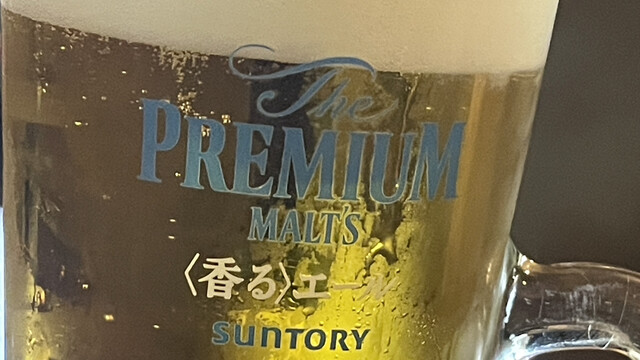 The
PREMIUM
MALT'S
〈香る〉エール
SUNTORY